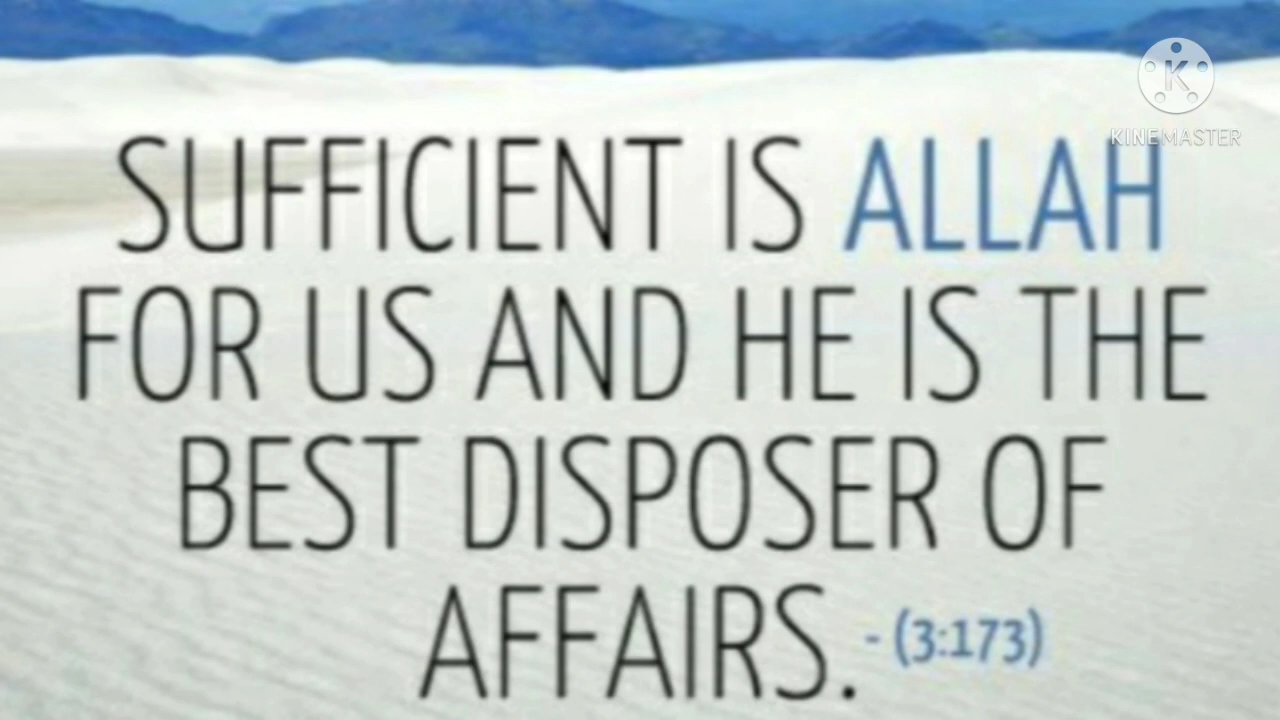 KINEMASTER
SUFFICIENT IS ALLAH
FOR US AND HE IS THE
BEST DISPOSER OF
AFFAIRS. - (3:173)